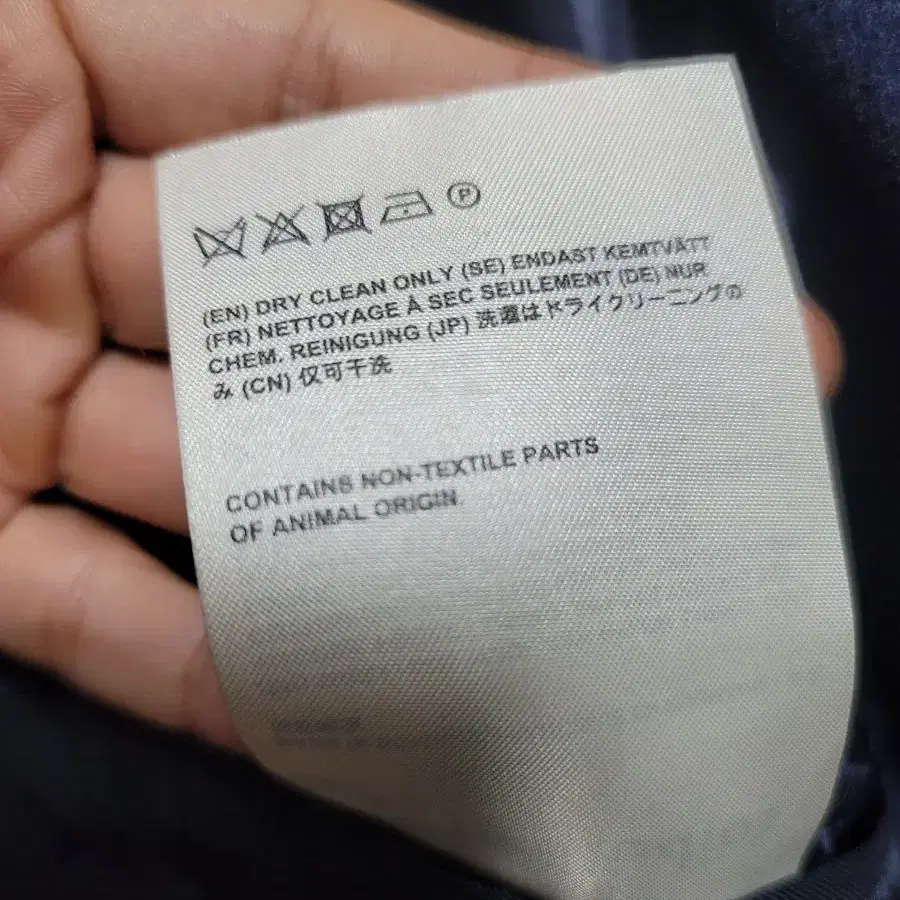 P
(EN) DRY CLEAN ONLY (SE) ENDAST KEMTVÄTT
(FR) NETTOYAGE À SEC SEULEMENT (DE) NUR
CHEM. REINIGUNG (JP) 洗濯はドライクリーニングの
み (CN) 仅可干洗
CONTAINS NON-TEXTILE PARTS
OF ANIMAL ORIGIN.